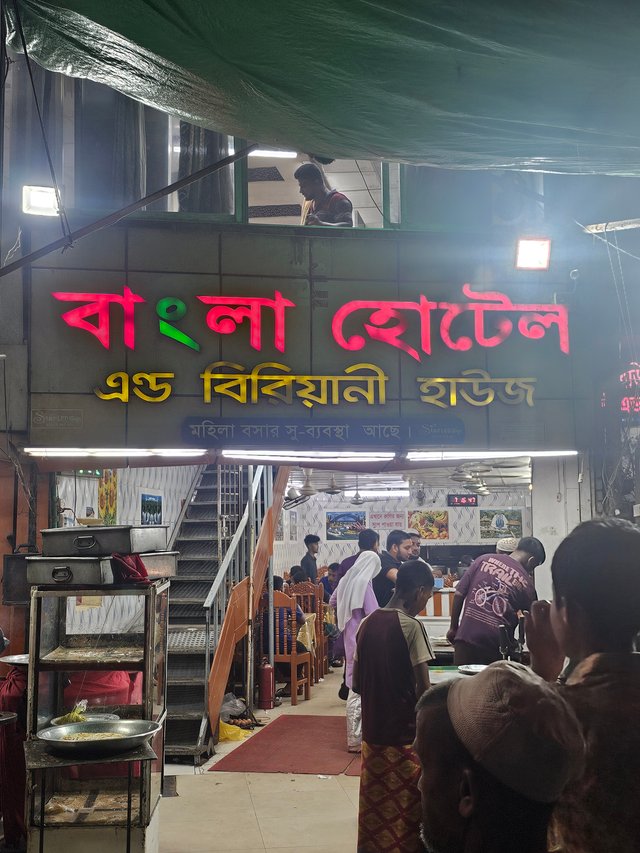 বাংলা হোটেল
এন্ড বিরিয়ানী হাউজ
মহিলা বসার সু-ব্যবস্থা আছে।